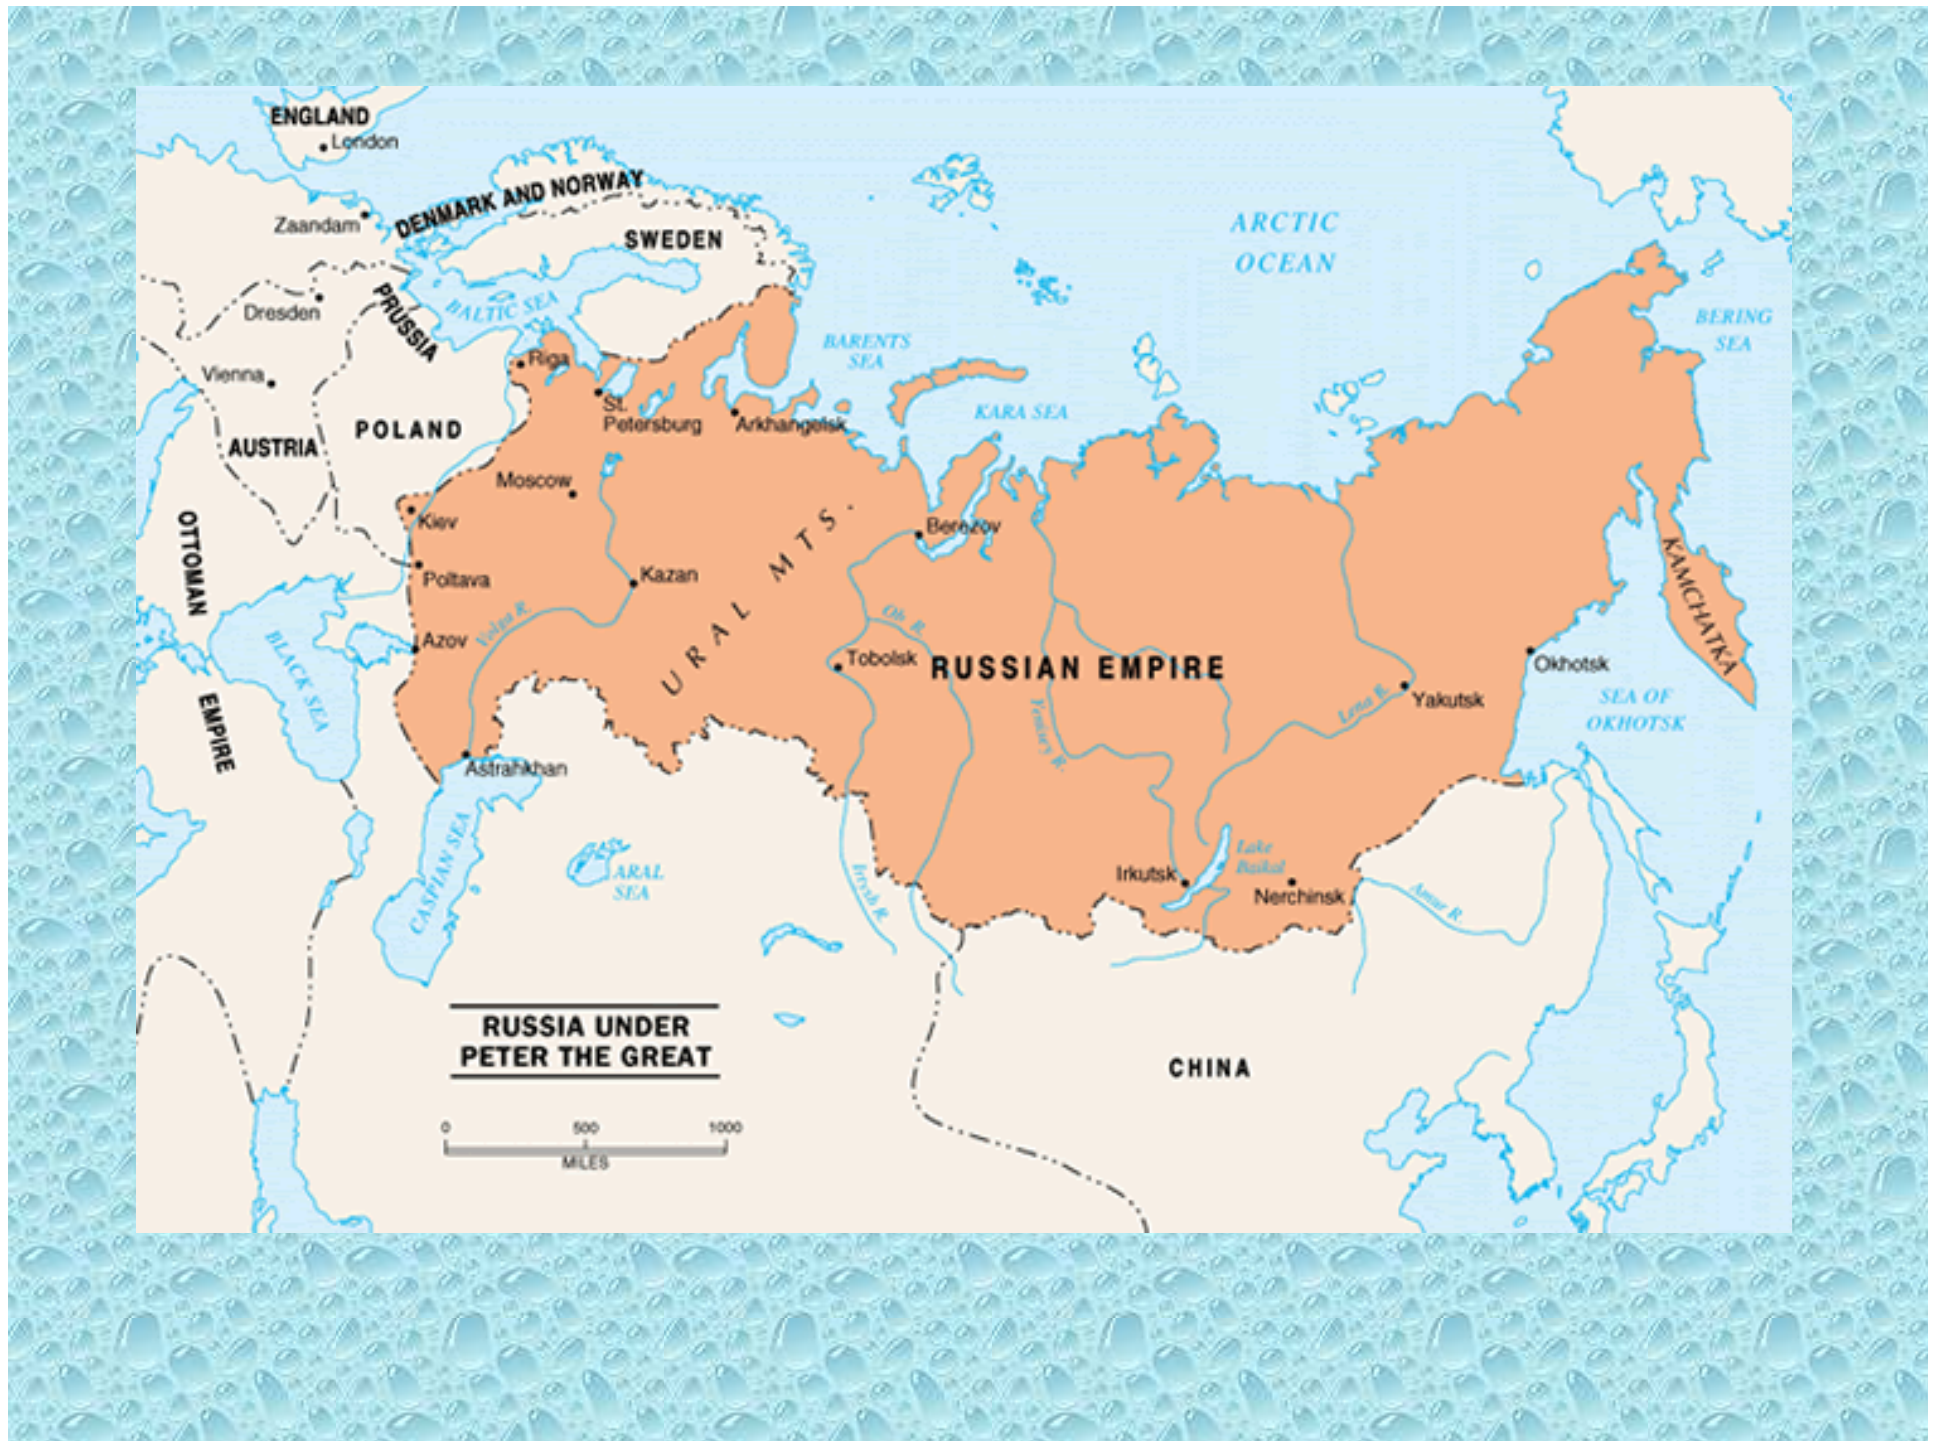 ENGLAND
London
DENMARK AND NORWAY
Zaandam
SWEDEN
ARCTIC
OCEAN
Dresden
PRUSSIA
BALTIC SEA
BERING
SEA
BARENTS
SEA
Riga
Vienna
KARA SEA
St.
Petersburg
Arkhangelsk
POLAND
AUSTRIA
Moscow
URAL MTS.
Berezov
Kiev
OTTOMAN
EMPIRE
Poltava
Kazan
KAMCHATKA
Volga R.
Ob R.
Azov
BLACK SEA
Tobolsk
RUSSIAN EMPIRE
Okhotsk
Yenisey R.
Lena R.
Yakutsk
SEA OF
OKHOTSK
Astrahkhan
CASPIAN SEA
ARAL
SEA
Irtysh R.
Lake
Baikal
Irkutsk
Nerchinsk
Amur R.
RUSSIA UNDER
PETER THE GREAT
CHINA
0 500 1000
MILES